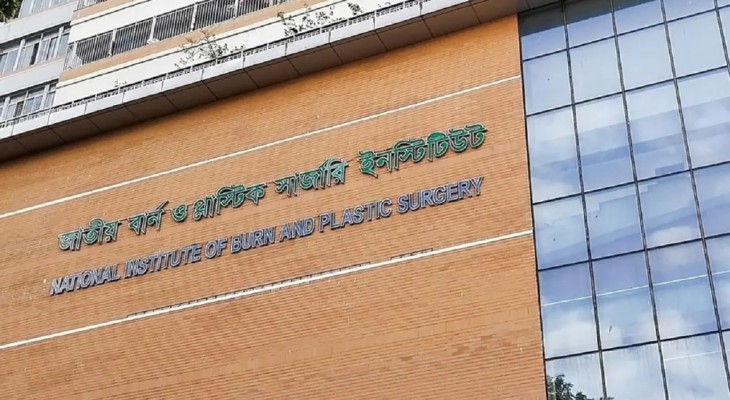 জাতীয় বার্ন ও প্লাস্টিক সার্জারি ইনস্টিটিউট
NATIONAL INSTITUTE OF BURN AND PLASTIC SURGERY